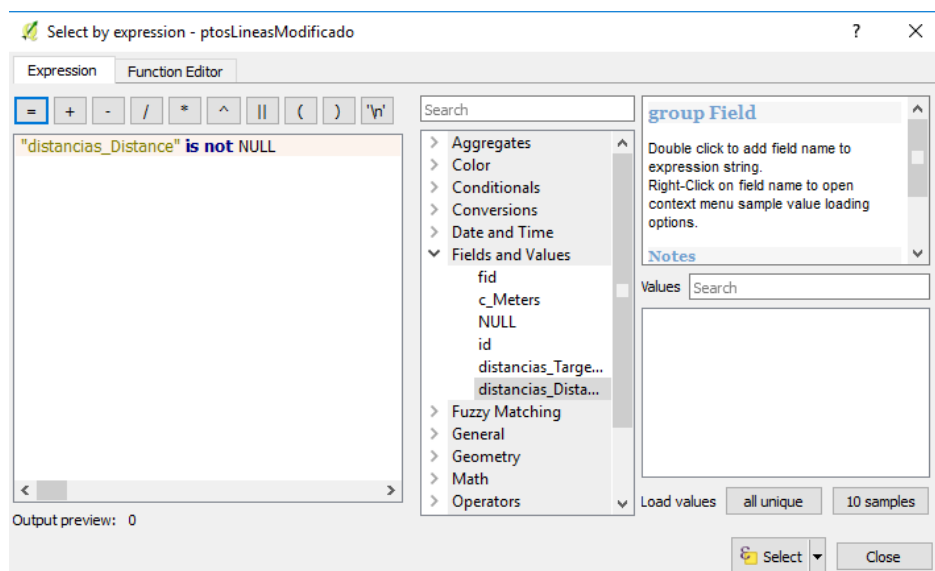 Select by expression - ptosLineasModificado
?
Expression
Function Editor
= + - / * ^ || ( ) '\n'
"distancias_Distance" is not NULL
Output preview: 0
Search
Aggregates
Color
Conditionals
Conversions
Date and Time
Fields and Values
fid
c_Meters
NULL
id
distancias_Targe...
distancias_Dista...
Fuzzy Matching
General
Geometry
Math
Operators
group Field
Double click to add field name to
expression string.
Right-Click on field name to open
context menu sample value loading
options.
Notes
Values Search
Load values all unique 10 samples
Select Close